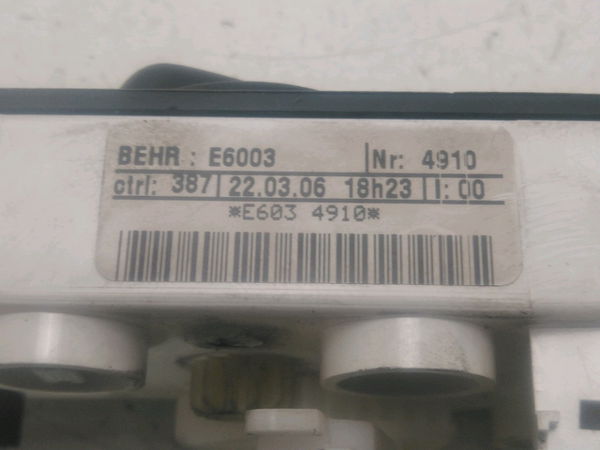 BEHR : E6003 |Nr: 4910
ctrl: 387| 22.03.06 18h23 |I: 00
*E603 4910*